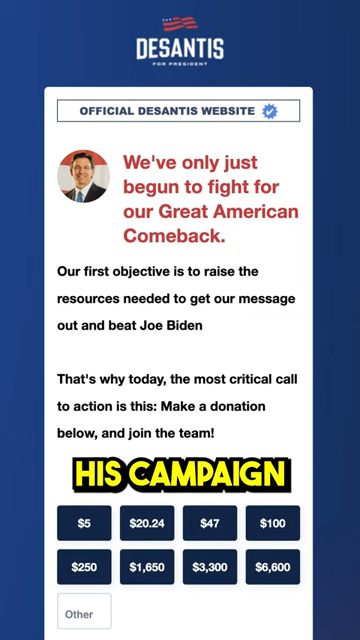 DESANTIS
FOR PRESIDENT
OFFICIAL DESANTIS WEBSITE
We've only just
begun to fight for
our Great American
Comeback.
Our first objective is to raise the
resources needed to get our message
out and beat Joe Biden
That's why today, the most critical call
to action is this: Make a donation
below, and join the team!
HIS CAMPAIGN
$5 $20.24 $47 $100
$250 $1,650 $3,300 $6,600
Other